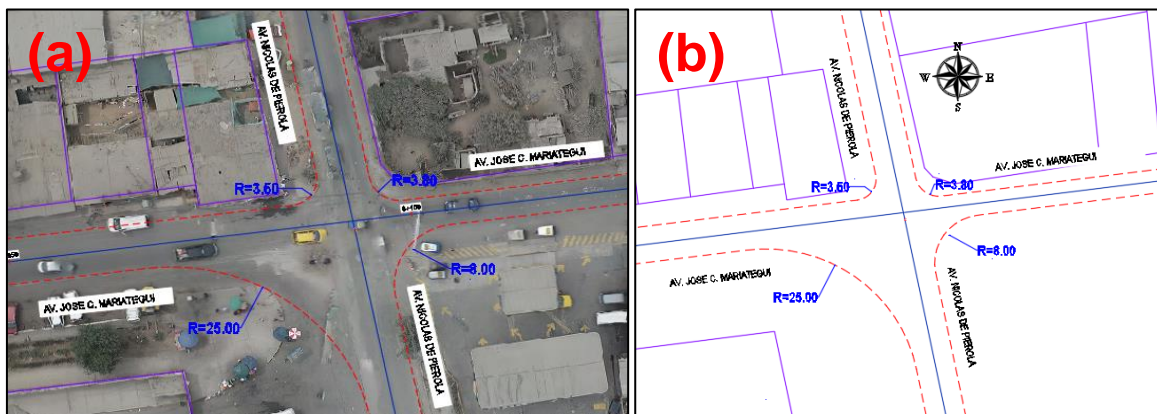 (a)
AV. NICOLAS DE PIEROLA
AV. JOSE C. MARIATEGUI
R=3.50
R=3.80
R=8.00
AV. JOSE C. MARIATEGUI
R=25.00
AV. NICOLAS DE PIEROLA
(b)
N
W
E
S
AV. NICOLAS DE PIEROLA
AV. JOSE C. MARIATEGUI
R=3.50
R=3.80
R=8.00
AV. JOSE C. MARIATEGUI
R=25.00
AV. NICOLAS DE PIEROLA